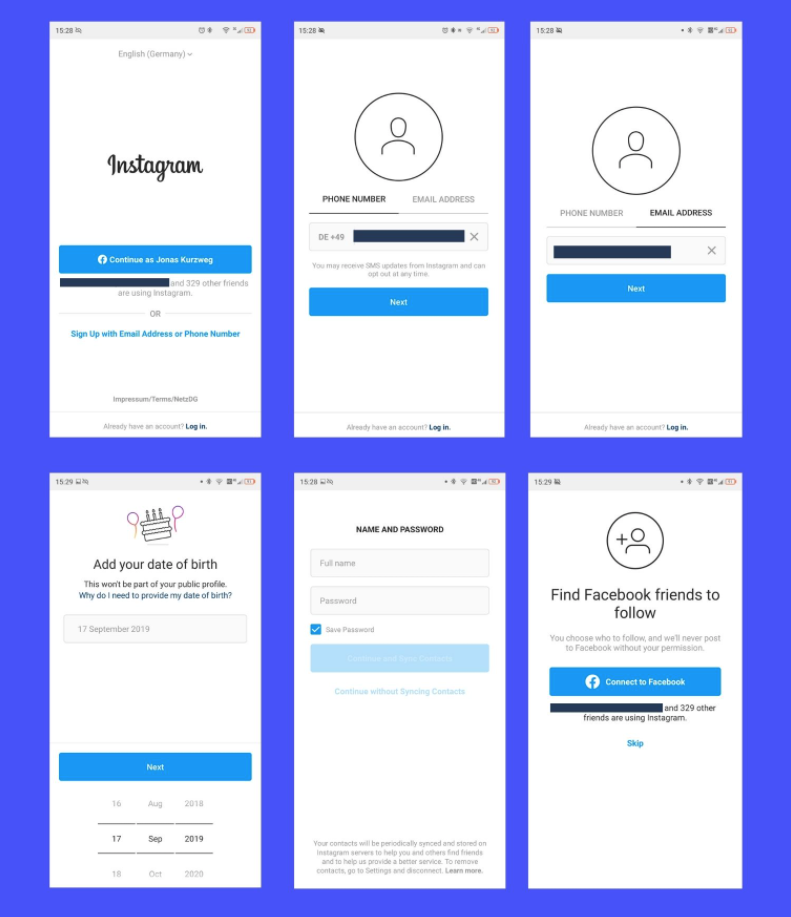 15:28
English (Germany)
Instagram
Continue as Jonas Kurzweg
and 329 other friends
are using Instagram.
OR
Sign Up with Email Address or Phone Number
Impressum/Terms/NetzDG
Already have an account? Log in.
15:28
PHONE NUMBER EMAIL ADDRESS
DE +49
You may receive SMS updates from Instagram and can
opt out at any time.
Next
Already have an account? Log in.
15:28
PHONE NUMBER EMAIL ADDRESS
Next
Already have an account? Log in.
15:29
Add your date of birth
This won't be part of your public profile.
Why do I need to provide my date of birth?
17 September 2019
Next
16 Aug 2018
17 Sep 2019
18 Oct 2020
15:28
NAME AND PASSWORD
Full name
Password
Save Password
Continue and Sync Contacts
Continue without Syncing Contacts
Your contacts will be periodically synced and stored on
Instagram servers to help you and others find friends
and to help us provide a better service. To remove
contacts, go to Settings and disconnect. Learn more.
15:29
Find Facebook friends to
follow
You choose who to follow, and we'll never post
to Facebook without your permission.
Connect to Facebook
and 329 other
friends are using Instagram.
Skip